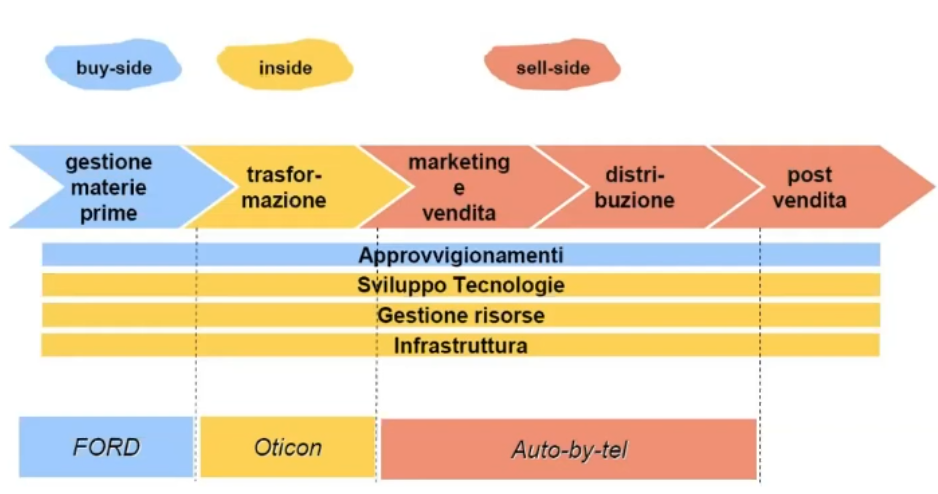 buy-side
inside
sell-side
gestione
materie
prime
trasfor-
mazione
marketing
e
vendita
distri-
buzione
post
vendita
Approvvigionamenti
Sviluppo Tecnologie
Gestione risorse
Infrastruttura
FORD
Oticon
Auto-by-tel